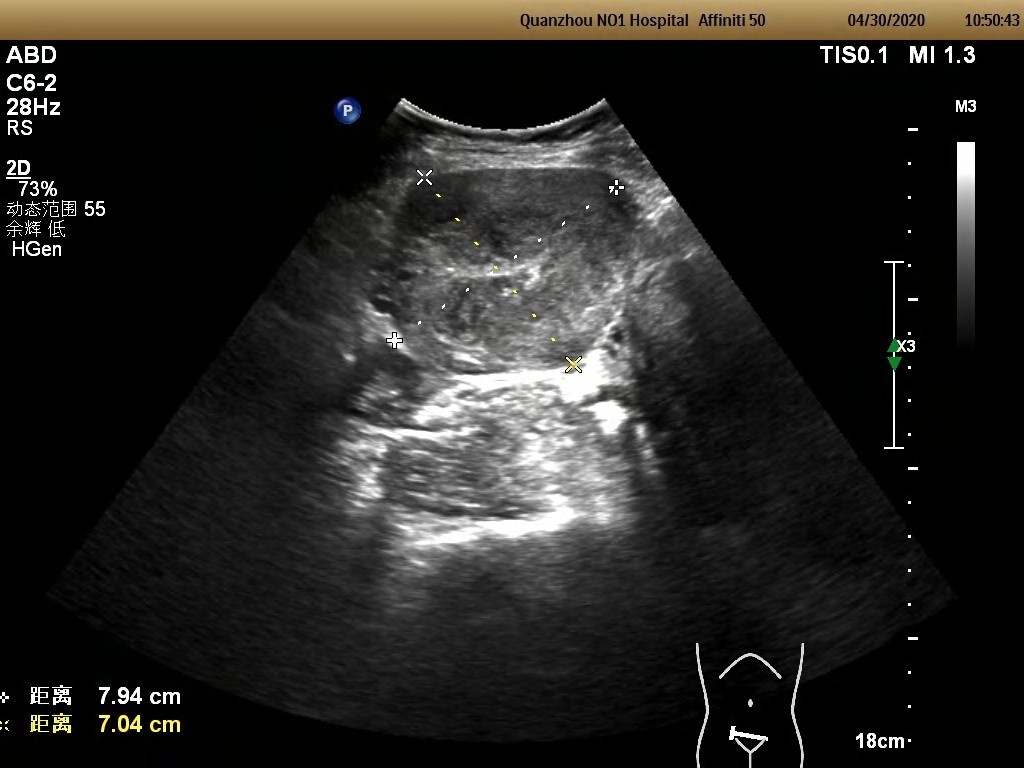 Quanzhou NO1 Hospital Affiniti 50 04/30/2020 10:50:43
ABD
C6-2
28Hz
RS
2D
73%
动态范围 55
余辉 低
HGen
P
TIS0.1 MI 1.3
M3
X3
距离 7.94 cm
距离 7.04 cm
18cm